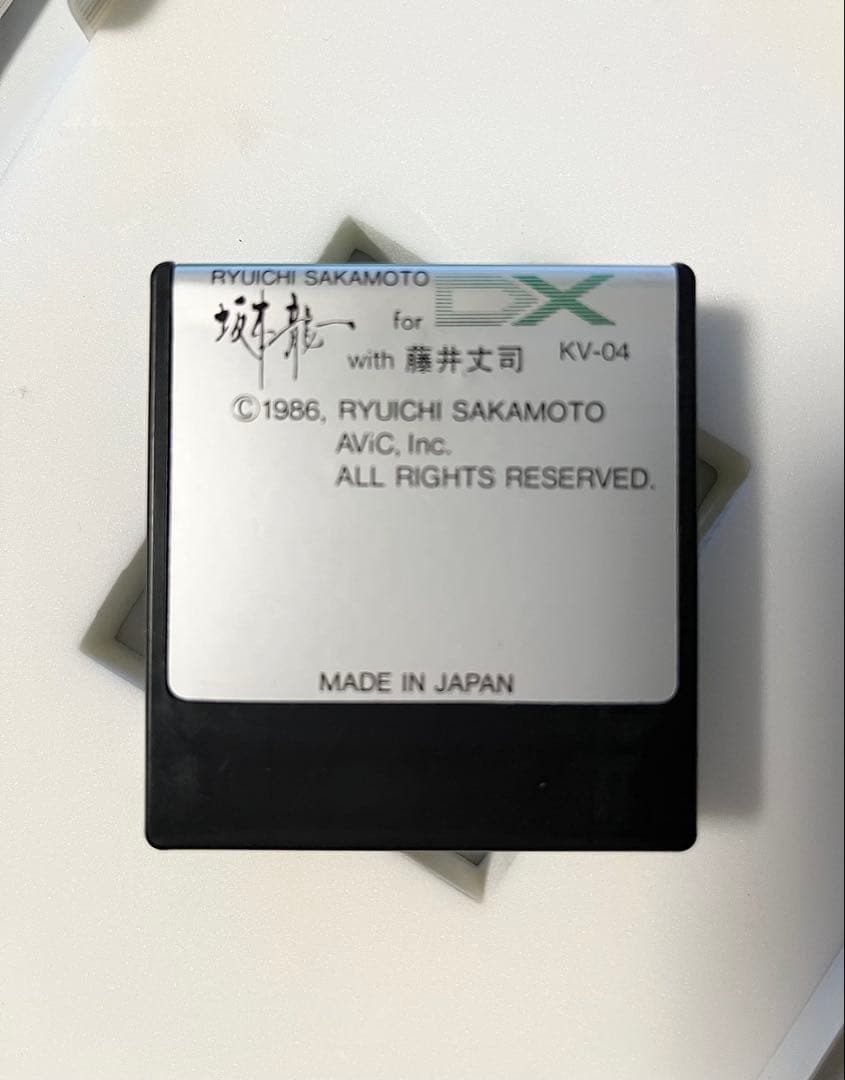 RYUICHI SAKAMOTO
坂本龍一 for DX
with 藤井丈司 KV-04
©1986, RYUICHI SAKAMOTO
AViC, Inc.
ALL RIGHTS RESERVED.
MADE IN JAPAN